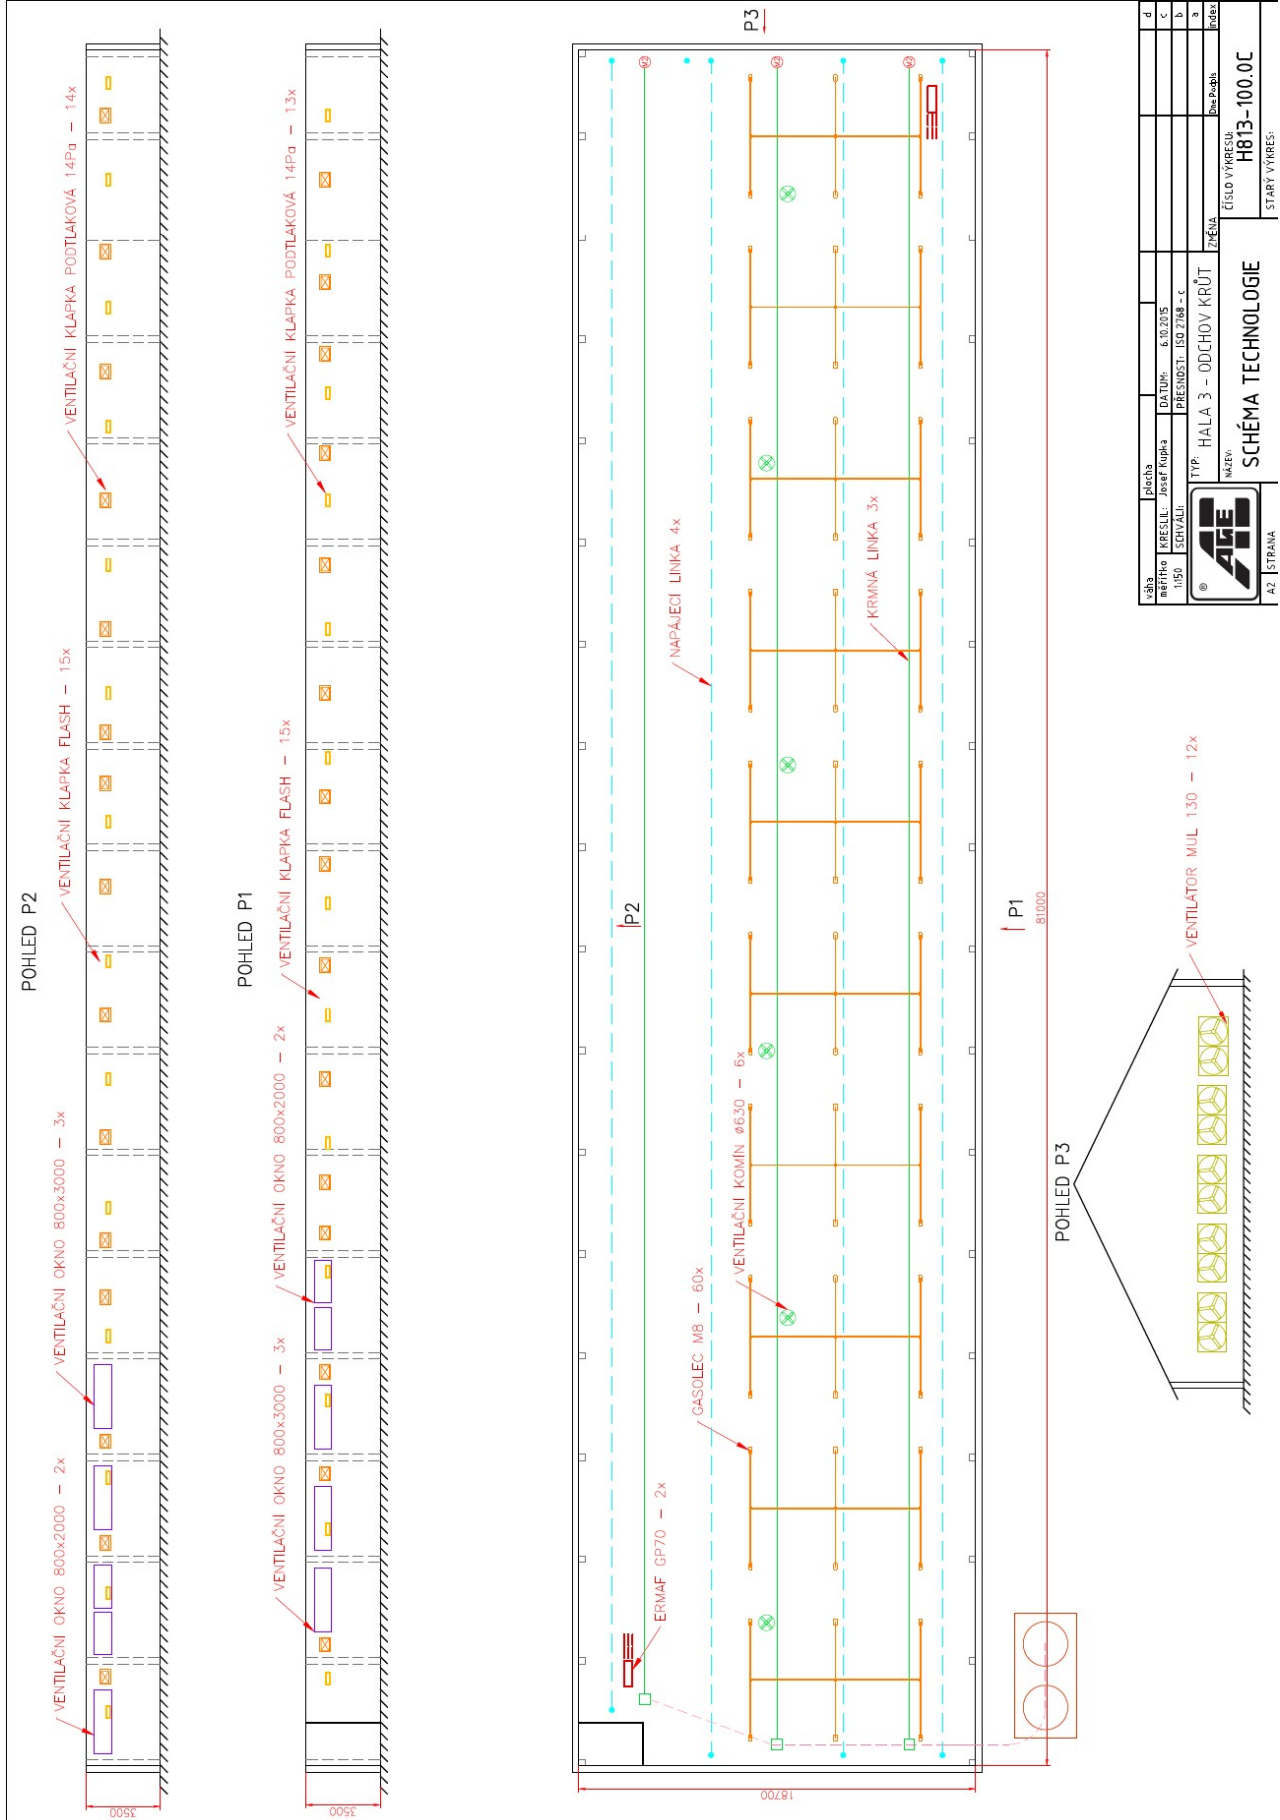 POHLED P2
VENTILAČNÍ OKNO 800x2000 – 2x
VENTILAČNÍ OKNO 800x3000 – 3x
VENTILAČNÍ KLAPKA FLASH – 15x
VENTILAČNÍ KLAPKA PODTLAKOVÁ 14Pa – 14x
3500
POHLED P1
VENTILAČNÍ OKNO 800x3000 – 3x
VENTILAČNÍ OKNO 800x2000 – 2x
VENTILAČNÍ KLAPKA FLASH – 15x
VENTILAČNÍ KLAPKA PODTLAKOVÁ 14Pa – 13x
3500
P2
P3
ERMAF GP70 – 2x
GASOLEC M8 – 60x
VENTILAČNÍ KOMÍN ø630 – 6x
NAPÁJECÍ LINKA 4x
KRMNÁ LINKA 3x
18700
P1
81000
POHLED P3
VENTILÁTOR MUL 130 – 12x
váha
plocha
d
měřítko
KRESLIL: Josef Kupka
DATUM: 6.10.2015
c
1:150
SCHVÁLIL:
PŘESNOST: ISO 2768 - c
b
a
TYP: HALA 3 - ODCHOV KRŮT
ZMĚNA
Dne
Podpis
index
® AGE
NÁZEV:
SCHÉMA TECHNOLOGIE
ČÍSLO VÝKRESU:
H813-100.0C
A2
STRANA
STARÝ VÝKRES: